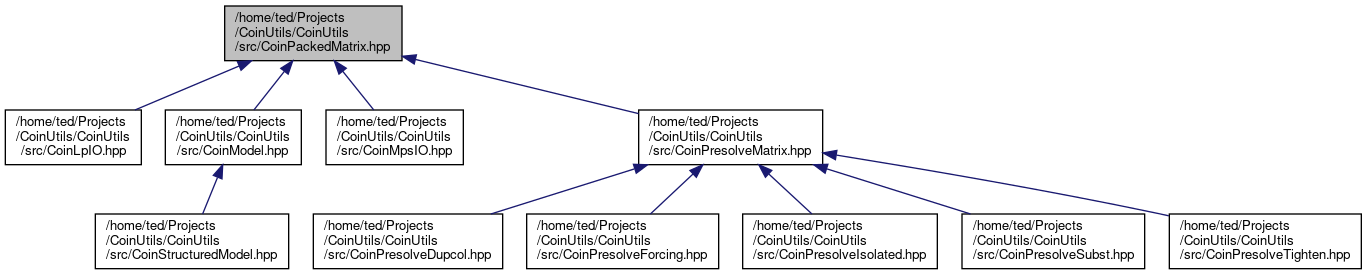 /home/ted/Projects
/CoinUtils/CoinUtils
/src/CoinPackedMatrix.hpp
/home/ted/Projects
/CoinUtils/CoinUtils
/src/CoinLpIO.hpp
/home/ted/Projects
/CoinUtils/CoinUtils
/src/CoinModel.hpp
/home/ted/Projects
/CoinUtils/CoinUtils
/src/CoinMpsIO.hpp
/home/ted/Projects
/CoinUtils/CoinUtils
/src/CoinPresolveMatrix.hpp
/home/ted/Projects
/CoinUtils/CoinUtils
/src/CoinStructuredModel.hpp
/home/ted/Projects
/CoinUtils/CoinUtils
/src/CoinPresolveDupcol.hpp
/home/ted/Projects
/CoinUtils/CoinUtils
/src/CoinPresolveForcing.hpp
/home/ted/Projects
/CoinUtils/CoinUtils
/src/CoinPresolveIsolated.hpp
/home/ted/Projects
/CoinUtils/CoinUtils
/src/CoinPresolveSubst.hpp
/home/ted/Projects
/CoinUtils/CoinUtils
/src/CoinPresolveTighten.hpp